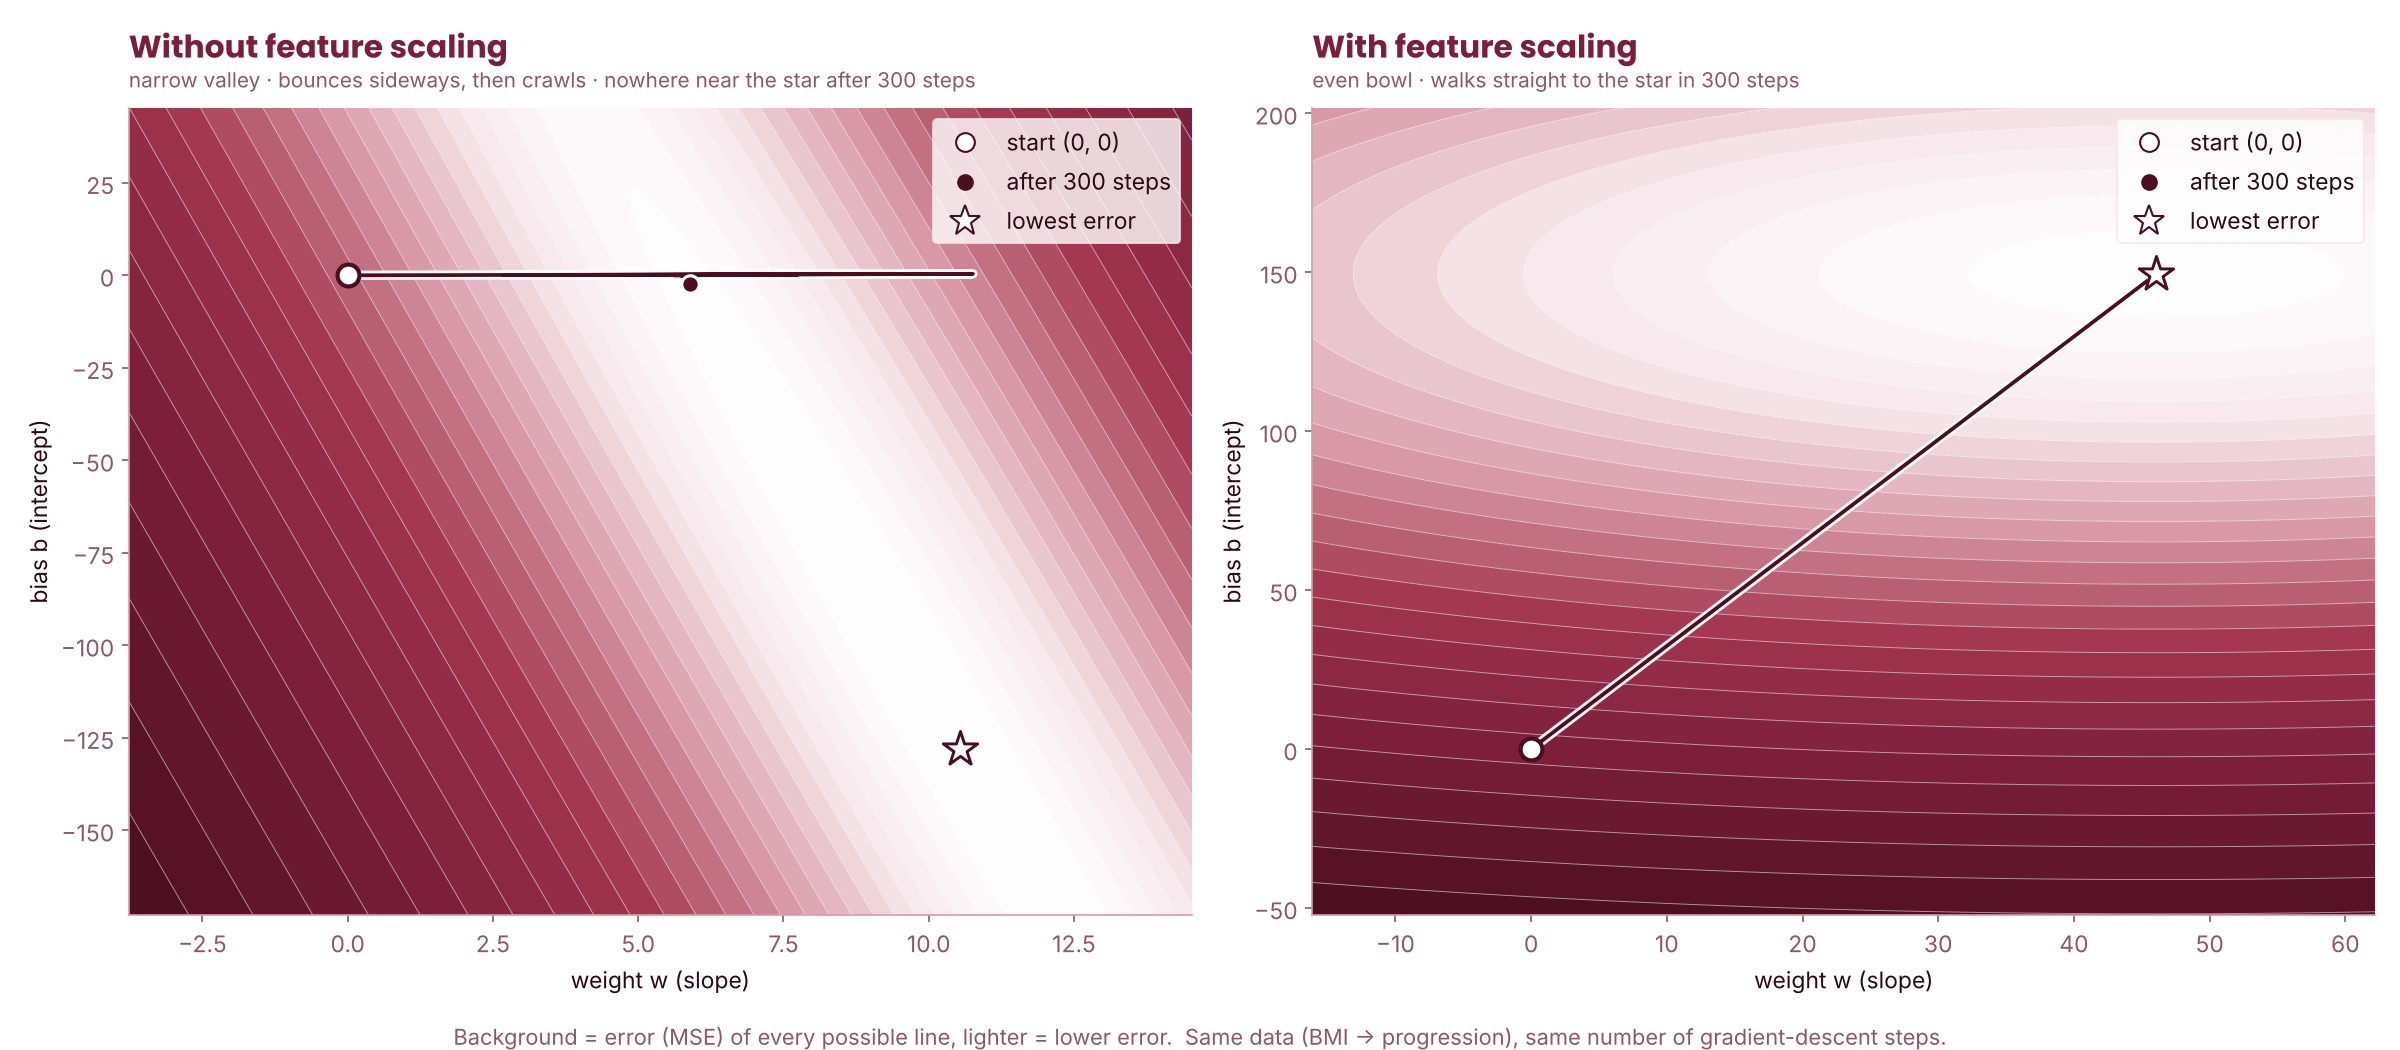 Without feature scaling
narrow valley · bounces sideways, then crawls · nowhere near the star after 300 steps
start (0, 0)
after 300 steps
lowest error
25
0
−25
−50
−75
−100
−125
−150
bias b (intercept)
−2.5 0.0 2.5 5.0 7.5 10.0 12.5
weight w (slope)
With feature scaling
even bowl · walks straight to the star in 300 steps
start (0, 0)
after 300 steps
lowest error
200
150
100
50
0
−50
bias b (intercept)
−10 0 10 20 30 40 50 60
weight w (slope)
Background = error (MSE) of every possible line, lighter = lower error. Same data (BMI → progression), same number of gradient-descent steps.